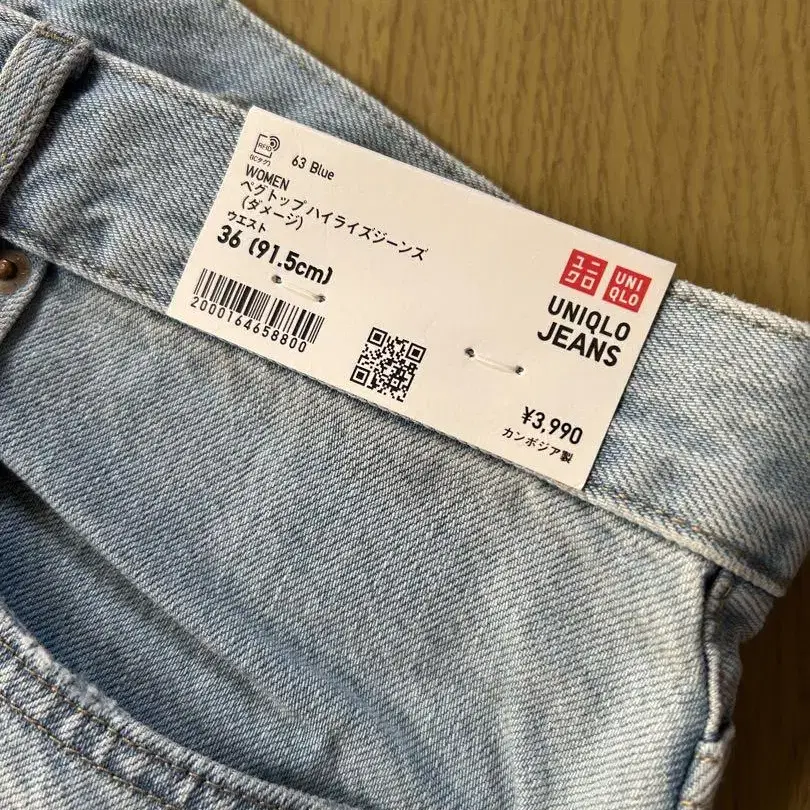 RFID
(ICタグ)
63 Blue
WOMEN
ペグトップハイライズジーンズ
(ダメージ)
ウエスト
36 (91.5cm)
2000164658800
ユニ
クロ
UNI
QLO
UNIQLO
JEANS
¥3,990
カンボジア製